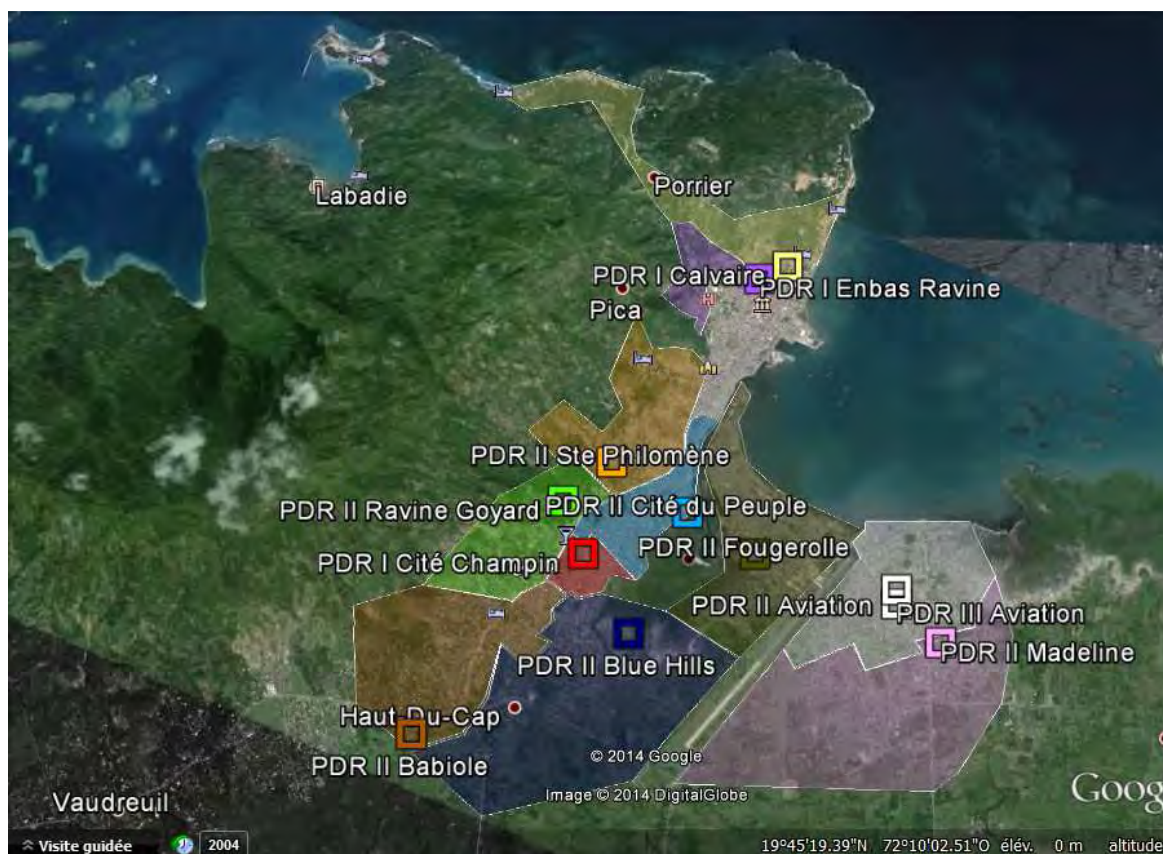 Labadie
Porrier
PDR I Calvaire
PDR I Enbas Ravine
Pica
PDR II Ste Philomène
PDR II Ravine Goyard
PDR II Cité du Peuple
PDR I Cité Champin
PDR II Fougerolle
PDR II Aviation
PDR III Aviation
PDR II Madeline
PDR II Blue Hills
Haut-Du-Cap
PDR II Babiole
© 2014 Google
Image © 2014 DigitalGlobe
Vaudreuil
Goog
Visite guidée
2004
19°45'19.39"N 72°10'02.51"O élév. 0 m altitude